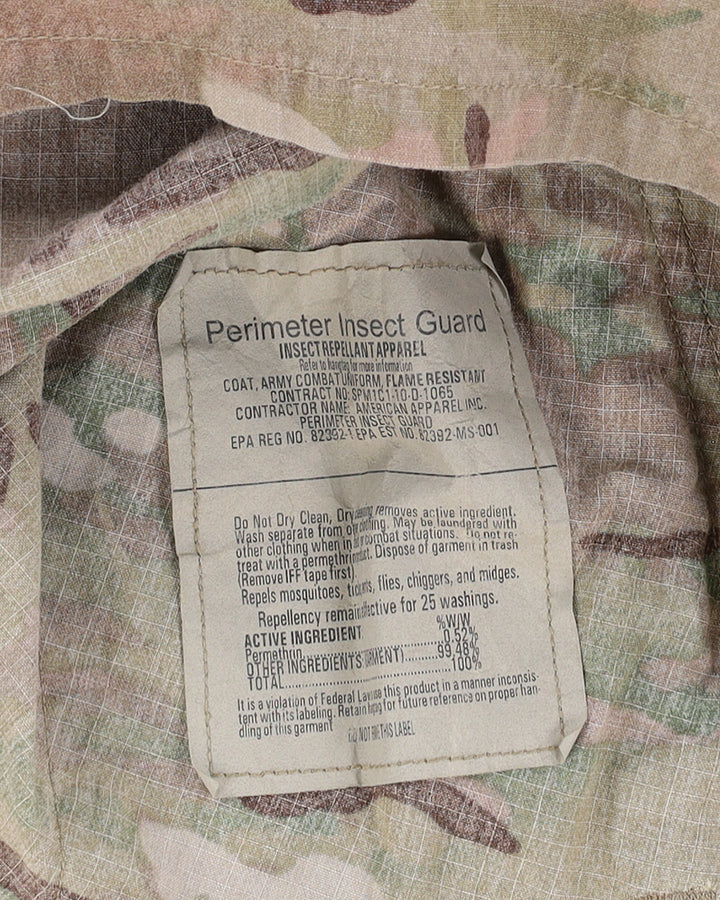 Perimeter Insect Guard
INSECT REPELLANT APPAREL
Refer to hangtag for more information
COAT, ARMY COMBAT UNIFORM, FLAME RESISTANT
CONTRACT NO: SPM1C1-10-D-1065
CONTRACTOR NAME: AMERICAN APPAREL INC.
PERIMETER INSECT GUARD
EPA REG NO. 82392-1 EPA EST NO. 82392-MS-001
Do Not Dry Clean, Dry cleaning removes active ingredient.
Wash separate from other clothing. May be laundered with
other clothing when in combat situations. Do not re-
treat with a permethrin product. Dispose of garment in trash
(Remove IFF tape first)
Repels mosquitoes, ticks, ants, flies, chiggers, and midges.
Repellency remains effective for 25 washings.
%W/W
ACTIVE INGREDIENT
Permethrin..............................0.52%
OTHER INGREDIENTS (GARMENT)..........99.48%
TOTAL........................................100%
It is a violation of Federal Law to use this product in a manner inconsis-
tent with its labeling. Retain hangtag for future reference on proper han-
dling of this garment
DO NOT REMOVE THIS LABEL